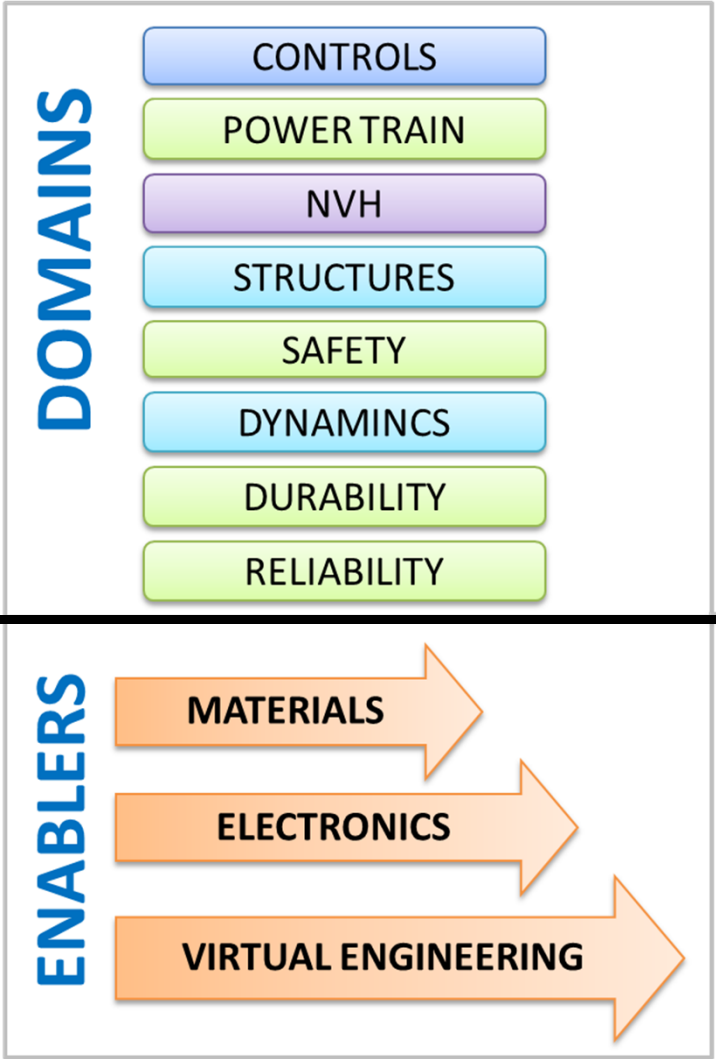 DOMAINS
CONTROLS
POWER TRAIN
NVH
STRUCTURES
SAFETY
DYNAMINCS
DURABILITY
RELIABILITY
ENABLERS
MATERIALS
ELECTRONICS
VIRTUAL ENGINEERING